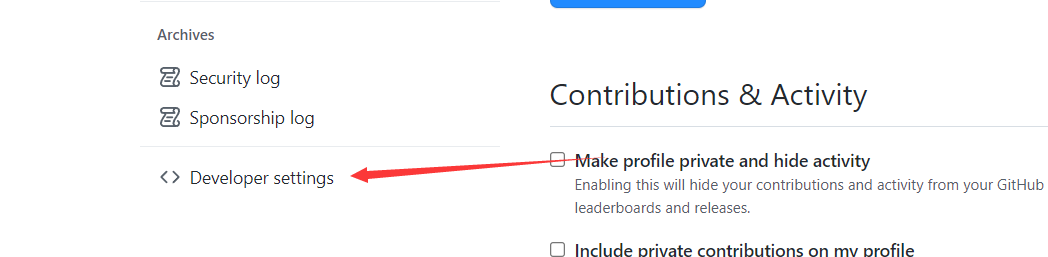 Archives
Security log
Sponsorship log
Developer settings
Contributions & Activity
Make profile private and hide activity
Enabling this will hide your contributions and activity from your GitHub
leaderboards and releases.
Include private contributions on my profile